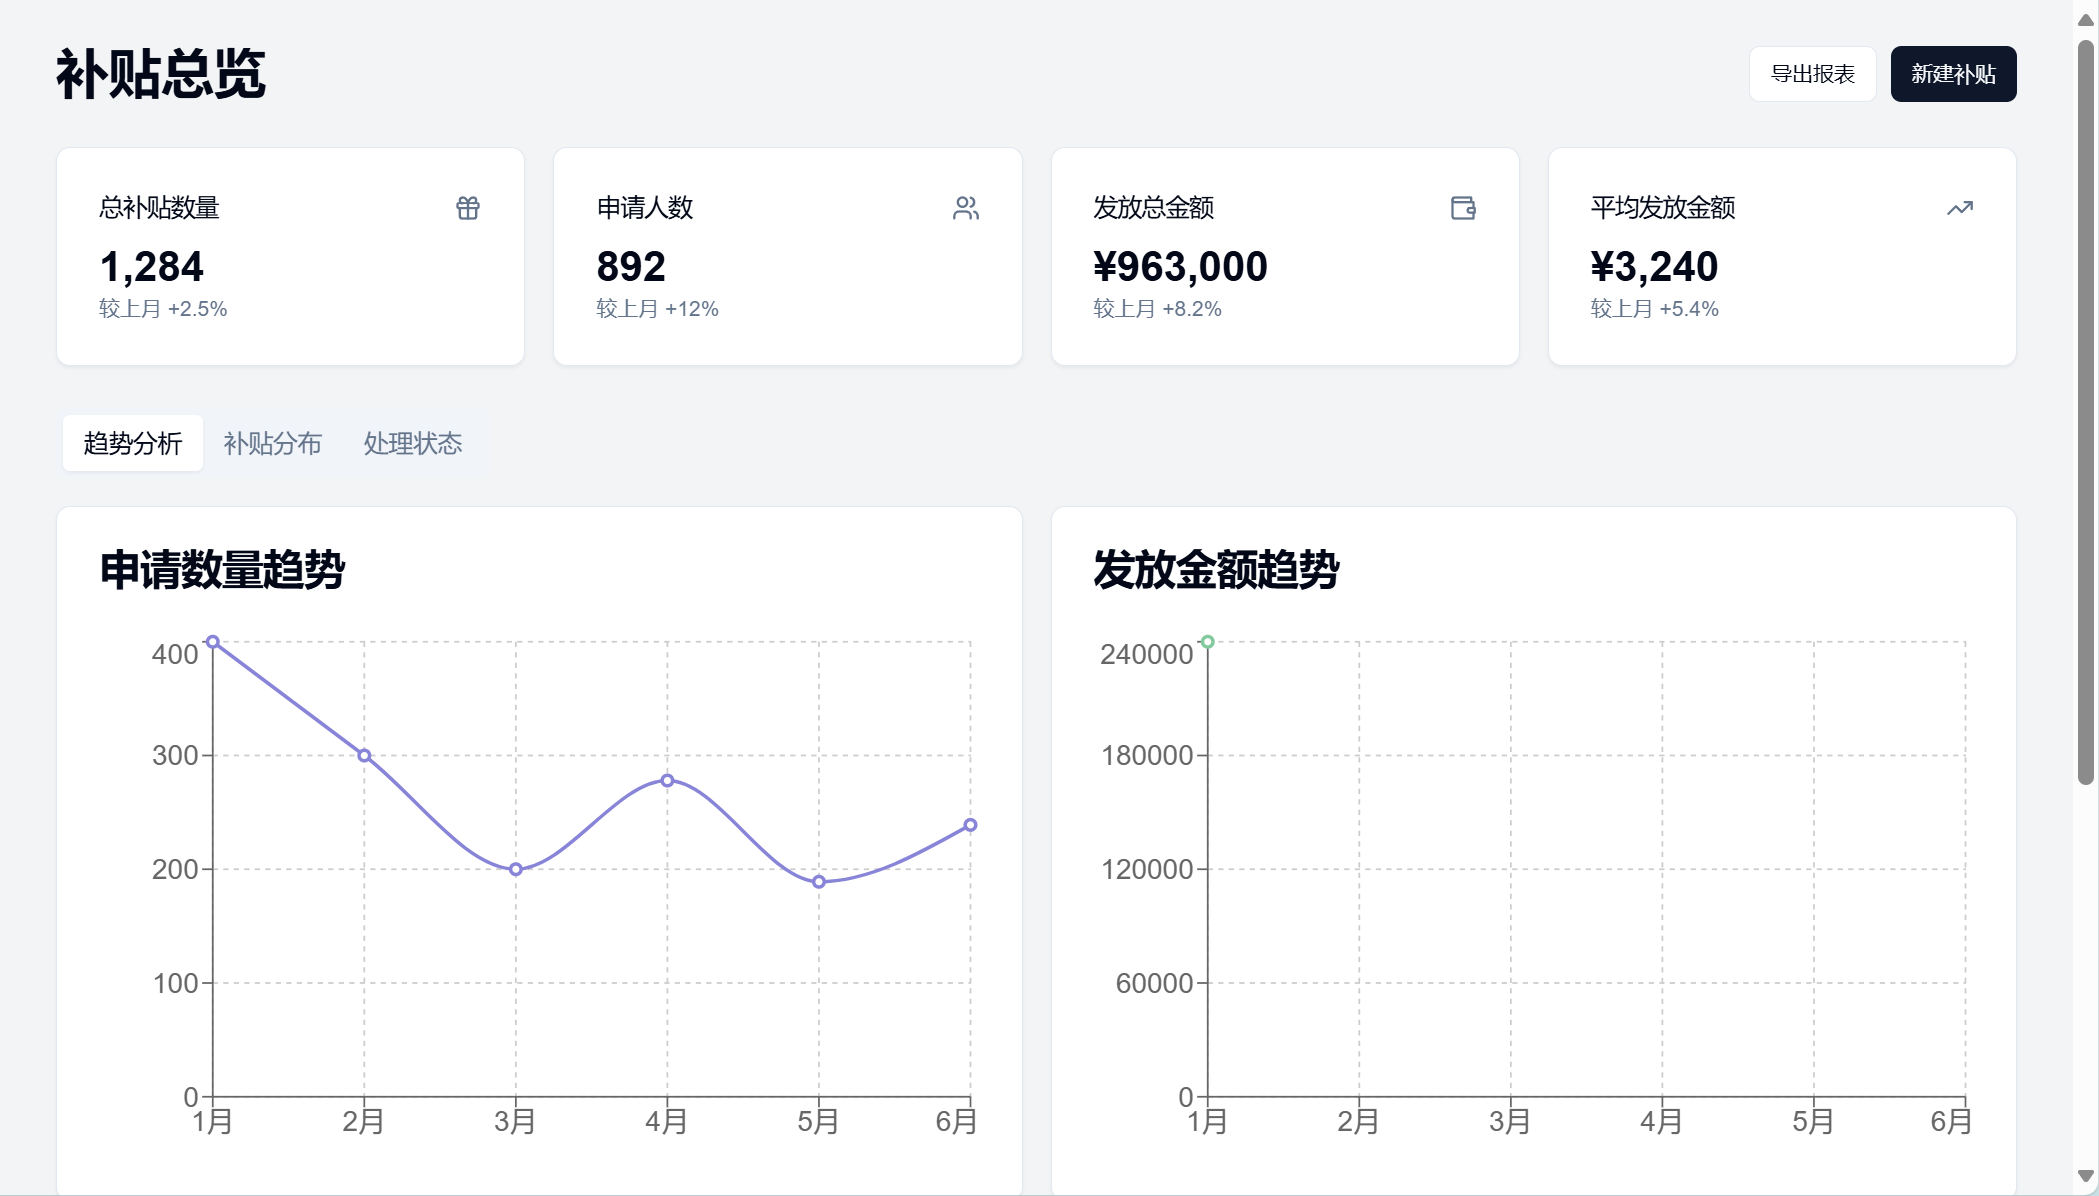 补贴总览
导出报表
新建补贴
总补贴数量
1,284
较上月 +2.5%
申请人数
892
较上月 +12%
发放总金额
¥963,000
较上月 +8.2%
平均发放金额
¥3,240
较上月 +5.4%
趋势分析
补贴分布
处理状态
申请数量趋势
400
300
200
100
0
1月
2月
3月
4月
5月
6月
发放金额趋势
240000
180000
120000
60000
0
1月
2月
3月
4月
5月
6月